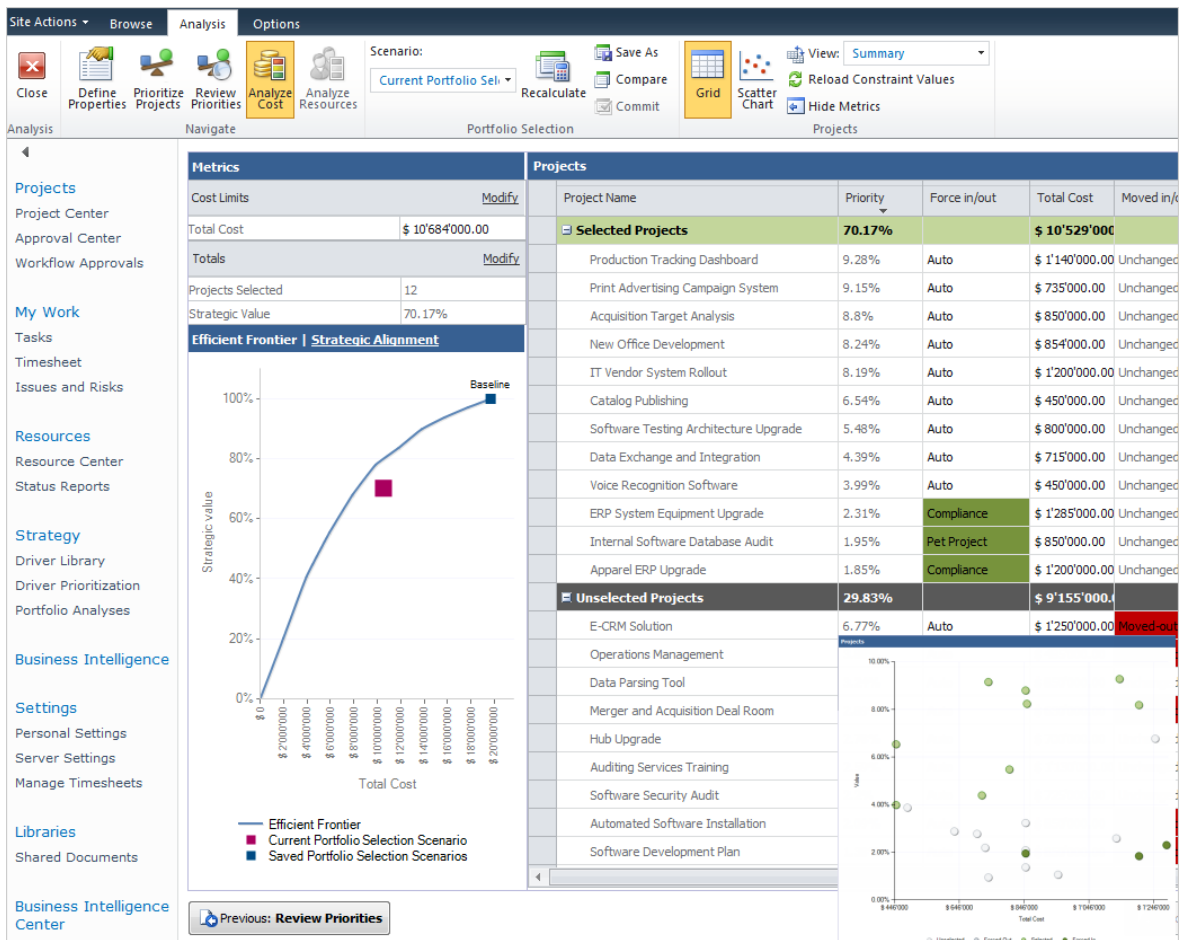 Site Actions Browse Analysis Options
Close
Define Properties
Prioritize Projects
Review Priorities
Analyze Cost
Analyze Resources
Scenario:
Current Portfolio Sel
Recalculate
Save As
Compare
Commit
Grid
Scatter Chart
View: Summary
Reload Constraint Values
Hide Metrics
Analysis Navigate Portfolio Selection Projects
Projects
Project Center
Approval Center
Workflow Approvals
My Work
Tasks
Timesheet
Issues and Risks
Resources
Resource Center
Status Reports
Strategy
Driver Library
Driver Prioritization
Portfolio Analyses
Business Intelligence
Settings
Personal Settings
Server Settings
Manage Timesheets
Libraries
Shared Documents
Business Intelligence
Center
Metrics
Cost Limits Modify
Total Cost $ 10'684'000.00
Totals Modify
Projects Selected 12
Strategic Value 70.17%
Efficient Frontier | Strategic Alignment
Baseline
100%
80%
60%
40%
20%
0%
Strategic value
$ 0 $ 2'000'000 $ 4'000'000 $ 6'000'000 $ 8'000'000 $ 10'000'000 $ 12'000'000 $ 14'000'000 $ 16'000'000 $ 18'000'000 $ 20'000'000
Total Cost
Efficient Frontier
Current Portfolio Selection Scenario
Saved Portfolio Selection Scenarios
Previous: Review Priorities
Projects
Project Name Priority Force in/out Total Cost Moved in/
Selected Projects 70.17% $ 10'529'000
Production Tracking Dashboard 9.28% Auto $ 1'140'000.00 Unchanged
Print Advertising Campaign System 9.15% Auto $ 735'000.00 Unchanged
Acquisition Target Analysis 8.8% Auto $ 850'000.00 Unchanged
New Office Development 8.24% Auto $ 854'000.00 Unchanged
IT Vendor System Rollout 8.19% Auto $ 1'200'000.00 Unchanged
Catalog Publishing 6.54% Auto $ 450'000.00 Unchanged
Software Testing Architecture Upgrade 5.48% Auto $ 800'000.00 Unchanged
Data Exchange and Integration 4.39% Auto $ 715'000.00 Unchanged
Voice Recognition Software 3.99% Auto $ 450'000.00 Unchanged
ERP System Equipment Upgrade 2.31% Compliance $ 1'285'000.00 Unchanged
Internal Software Database Audit 1.95% Pet Project $ 850'000.00 Unchanged
Apparel ERP Upgrade 1.85% Compliance $ 1'200'000.00 Unchanged
Unselected Projects 29.83% $ 9'155'000.
E-CRM Solution 6.77% Auto $ 1'250'000.00 Moved-out
Operations Management
Data Parsing Tool
Merger and Acquisition Deal Room
Hub Upgrade
Auditing Services Training
Software Security Audit
Automated Software Installation
Software Development Plan
Projects
10.00%
8.00%
6.00%
4.00%
2.00%
0.00%
Value
$ 446'000 $ 646'000 $ 846'000 $ 1'046'000 $ 1'246'000
Total Cost